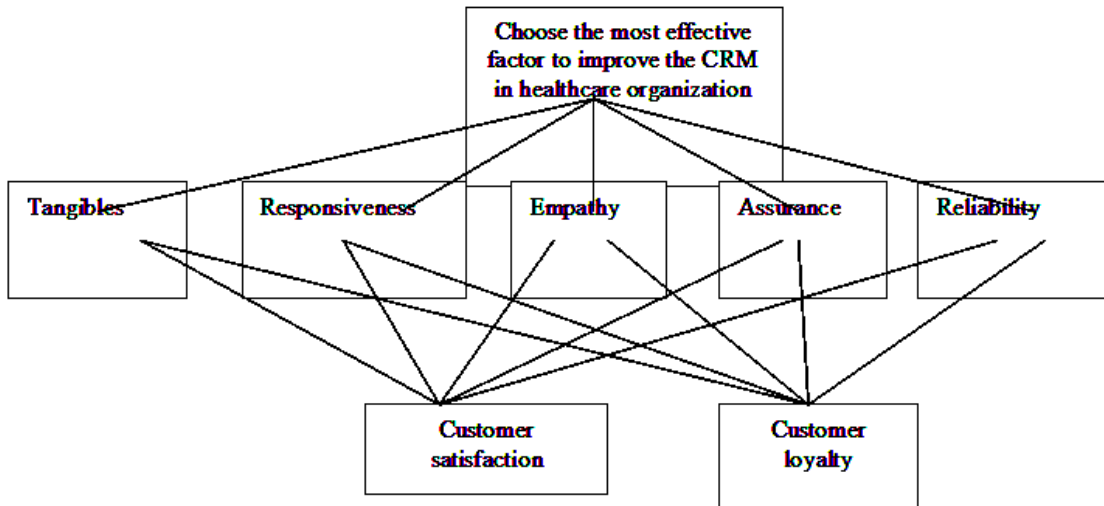 Choose the most effective
factor to improve the CRM
in healthcare organization
Tangibles
Responsiveness
Empathy
Assurance
Reliability
Customer
satisfaction
Customer
loyalty